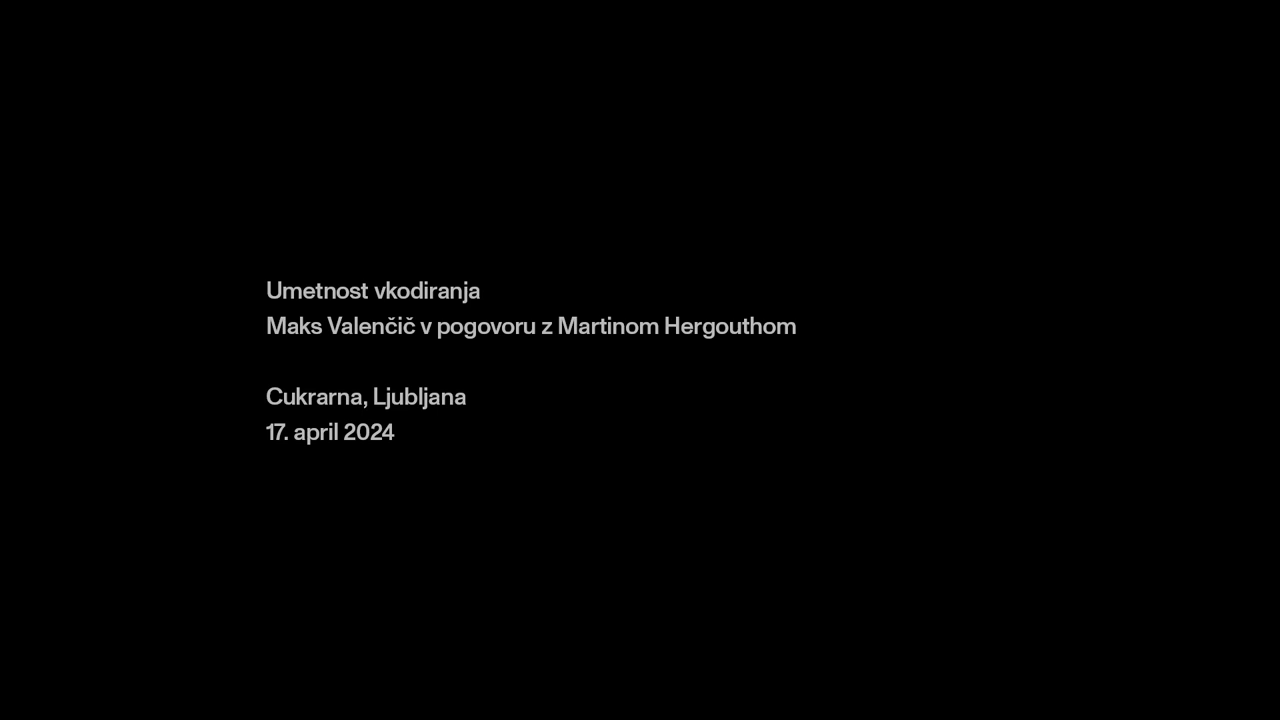 Umetnost vkodiranja
Maks Valenčič v pogovoru z Martinom Hergouthom
Cukrarna, Ljubljana
17. april 2024